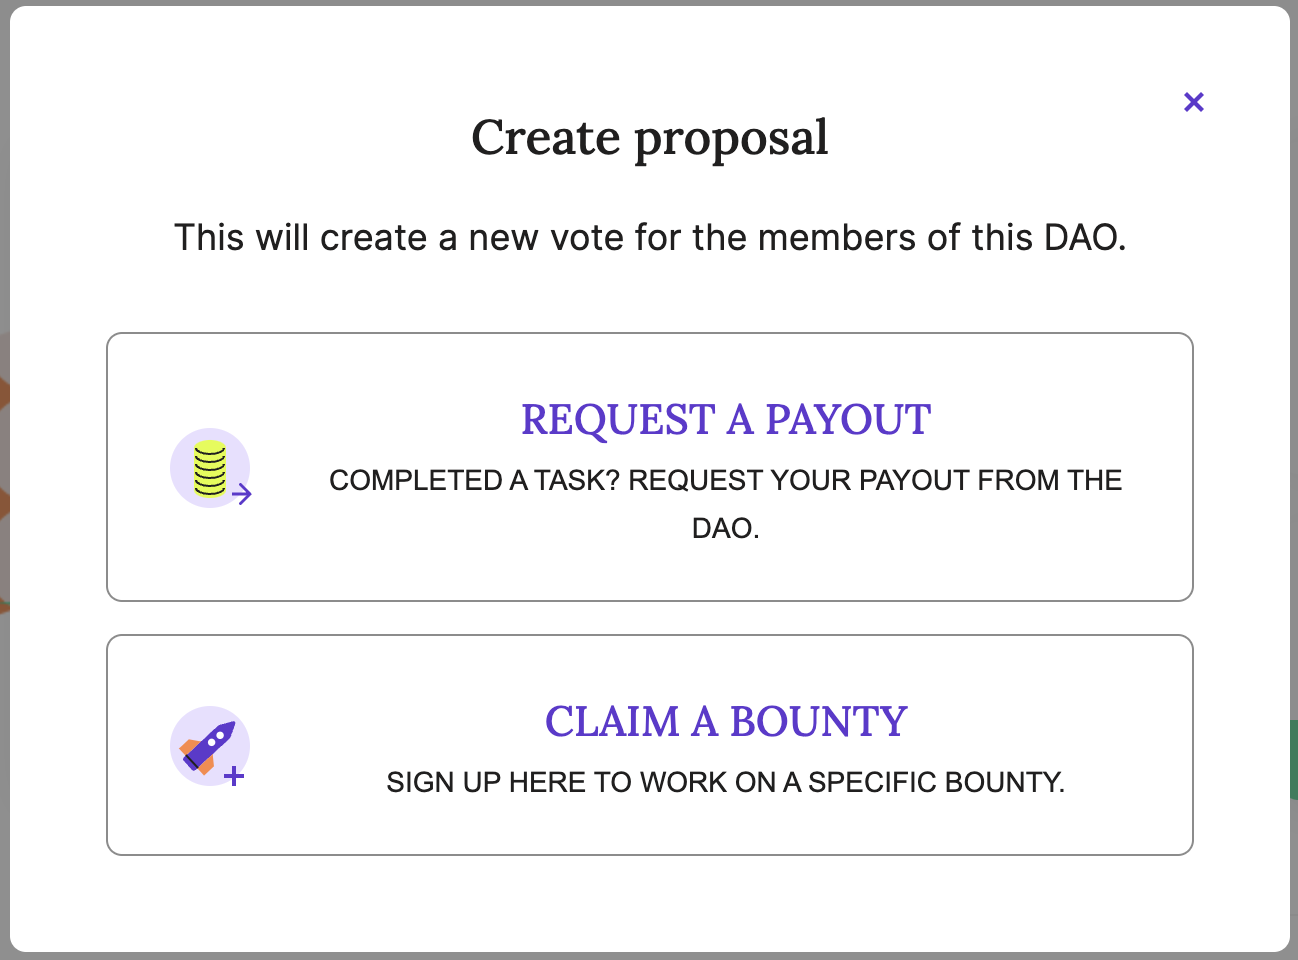 Create proposal
This will create a new vote for the members of this DAO.
REQUEST A PAYOUT
COMPLETED A TASK? REQUEST YOUR PAYOUT FROM THE
DAO.
CLAIM A BOUNTY
SIGN UP HERE TO WORK ON A SPECIFIC BOUNTY.